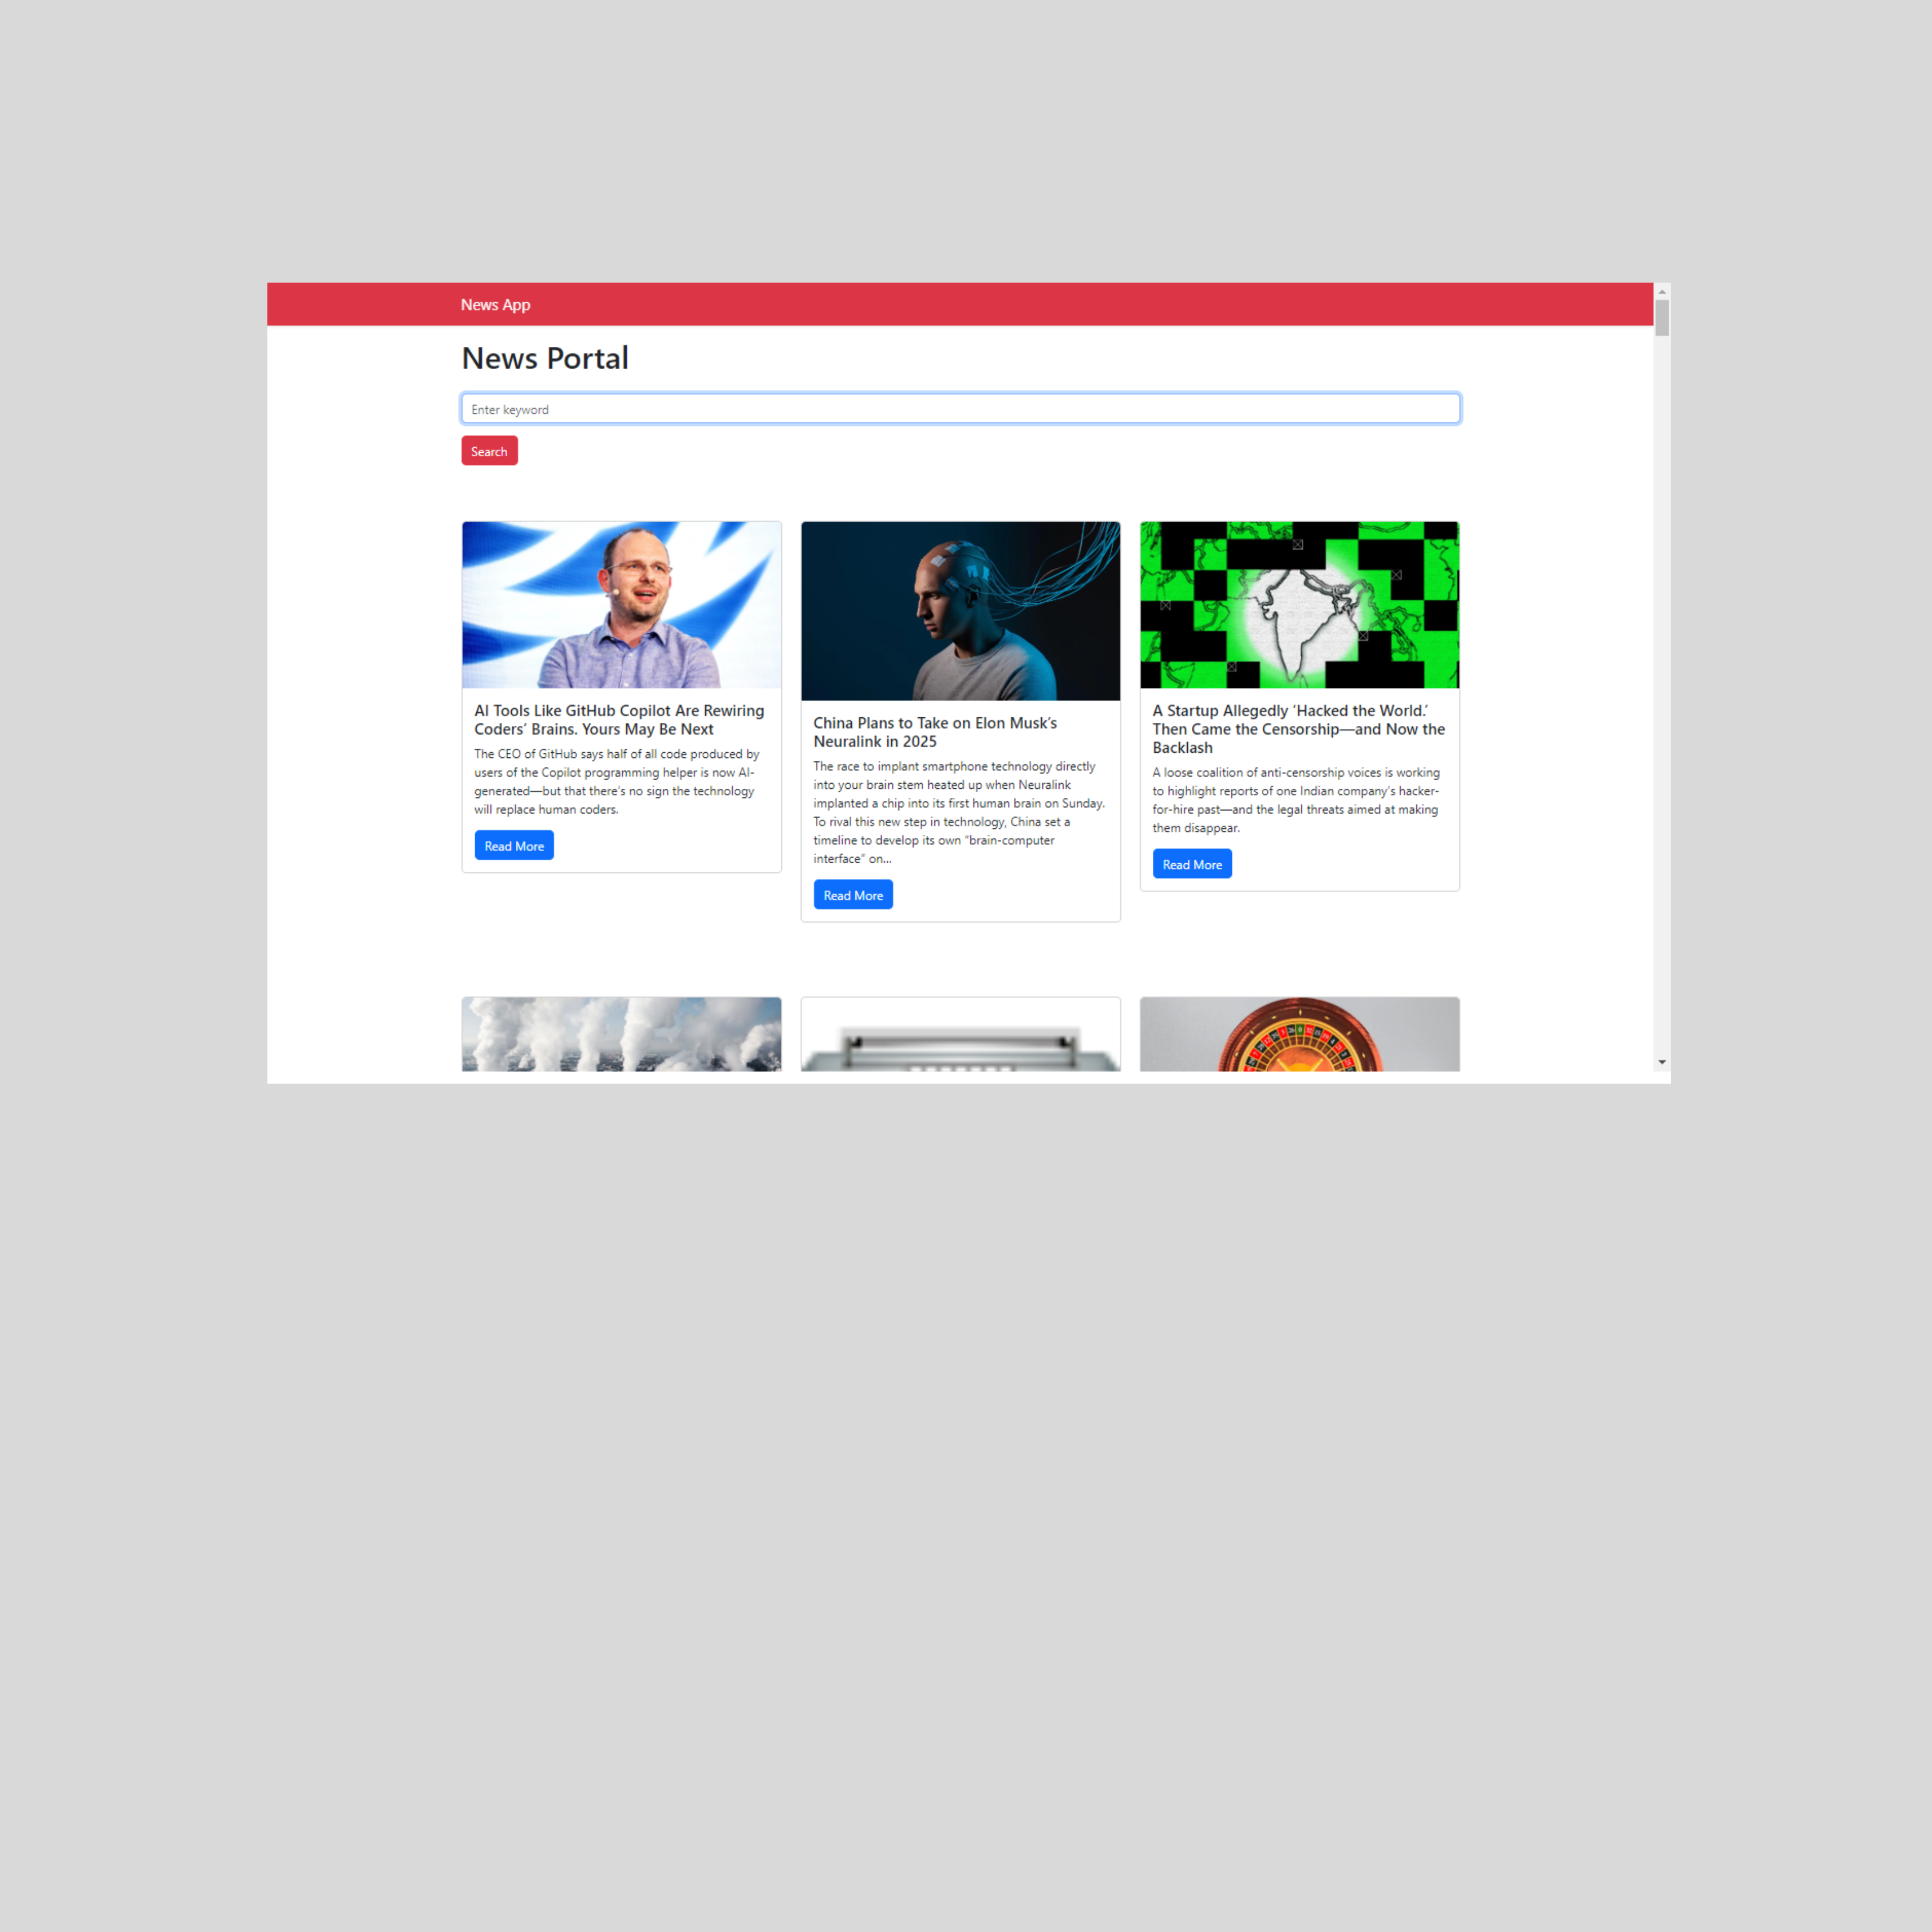 News App
News Portal
Enter keyword
Search
AI Tools Like GitHub Copilot Are Rewiring
Coders’ Brains. Yours May Be Next
The CEO of GitHub says half of all code produced by
users of the Copilot programming helper is now AI-
generated—but that there’s no sign the technology
will replace human coders.
Read More
China Plans to Take on Elon Musk’s
Neuralink in 2025
The race to implant smartphone technology directly
into your brain stem heated up when Neuralink
implanted a chip into its first human brain on Sunday.
To rival this new step in technology, China set a
timeline to develop its own “brain-computer
interface” on...
Read More
A Startup Allegedly ‘Hacked the World.’
Then Came the Censorship—and Now the
Backlash
A loose coalition of anti-censorship voices is working
to highlight reports of one Indian company’s hacker-
for-hire past—and the legal threats aimed at making
them disappear.
Read More